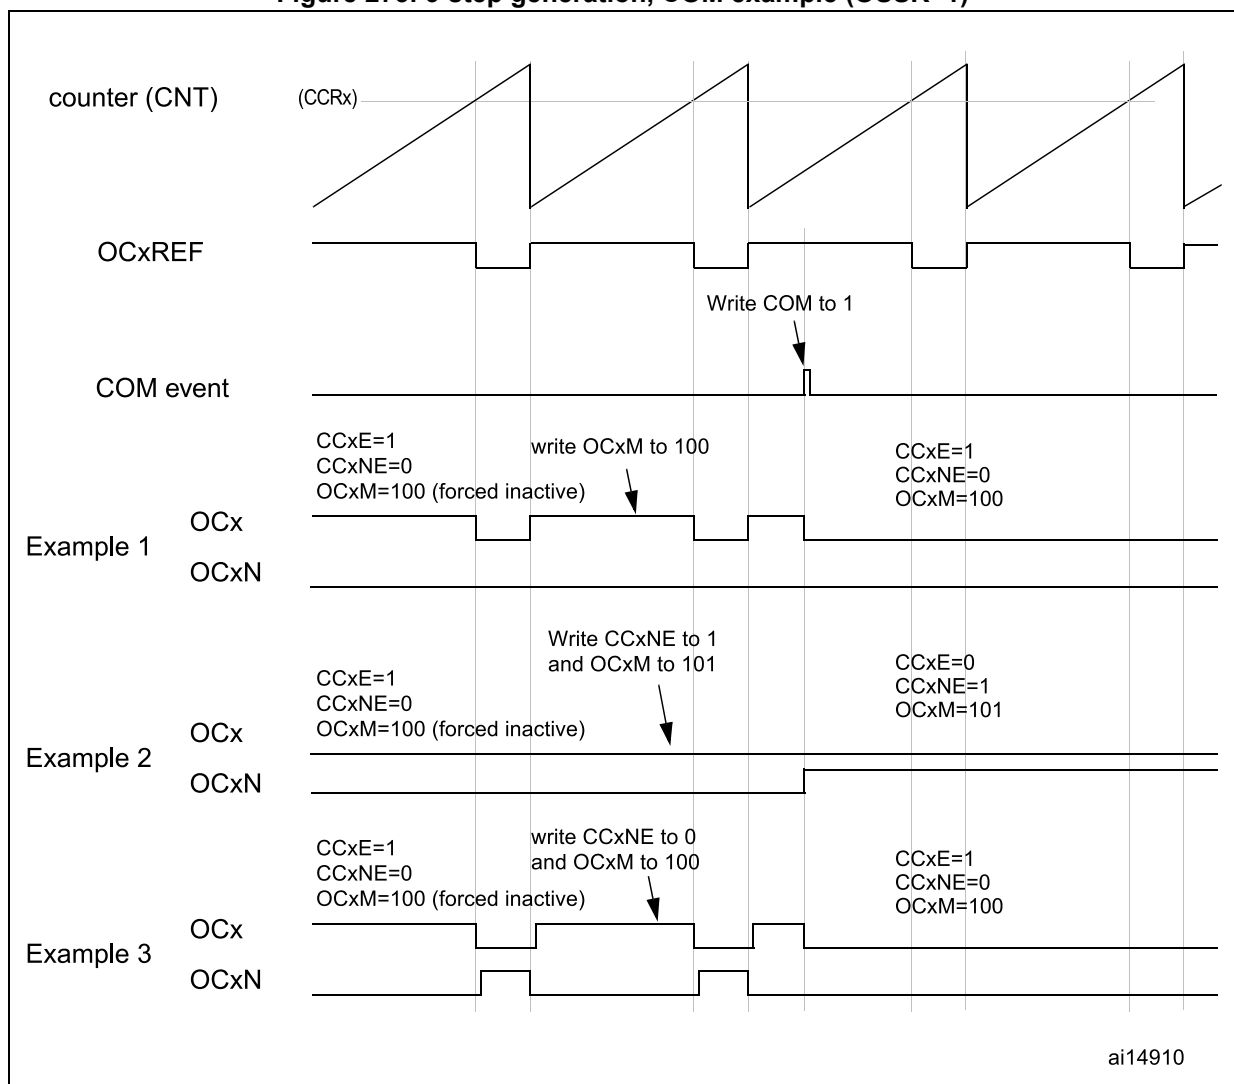 counter (CNT)
(CCRx)
OCxREF
Write COM to 1
COM event
CCxE=1
CCxNE=0
OCxM=100 (forced inactive)
write OCxM to 100
CCxE=1
CCxNE=0
OCxM=100
Example 1
OCx
OCxN
Write CCxNE to 1
and OCxM to 101
CCxE=1
CCxNE=0
OCxM=100 (forced inactive)
CCxE=0
CCxNE=1
OCxM=101
Example 2
OCx
OCxN
write CCxNE to 0
and OCxM to 100
CCxE=1
CCxNE=0
OCxM=100 (forced inactive)
CCxE=1
CCxNE=0
OCxM=100
Example 3
OCx
OCxN
ai14910